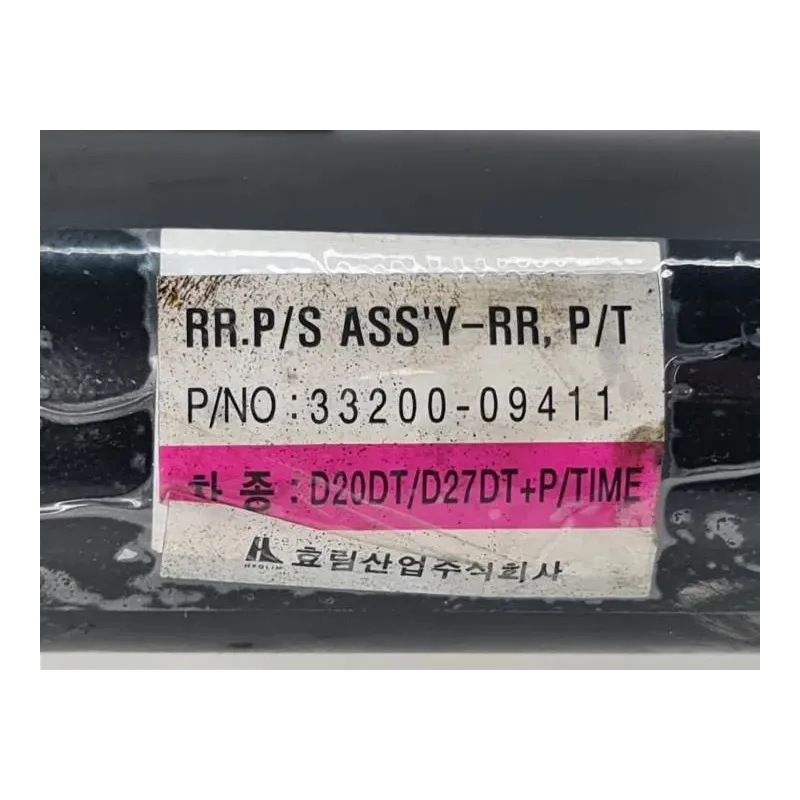 RR.P/S ASS'Y-RR, P/T
P/NO : 33200-09411
차 종 : D20DT/D27DT+P/TIME
HYOLIM 효림산업주식회사